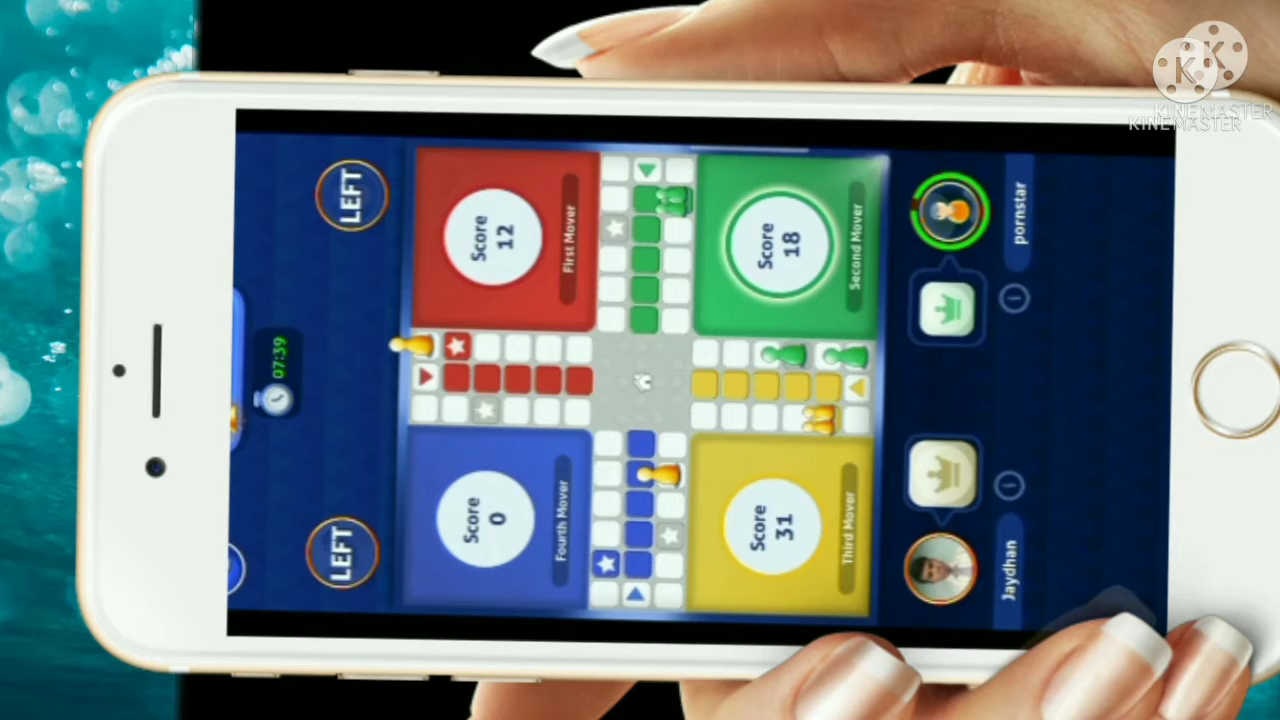 KINEMASTER
KINEMASTER
LEFT
LEFT
07:39
Score
12
First Mover
Score
18
Second Mover
Score
0
Fourth Mover
Score
31
Third Mover
pornstar
Jaydhan